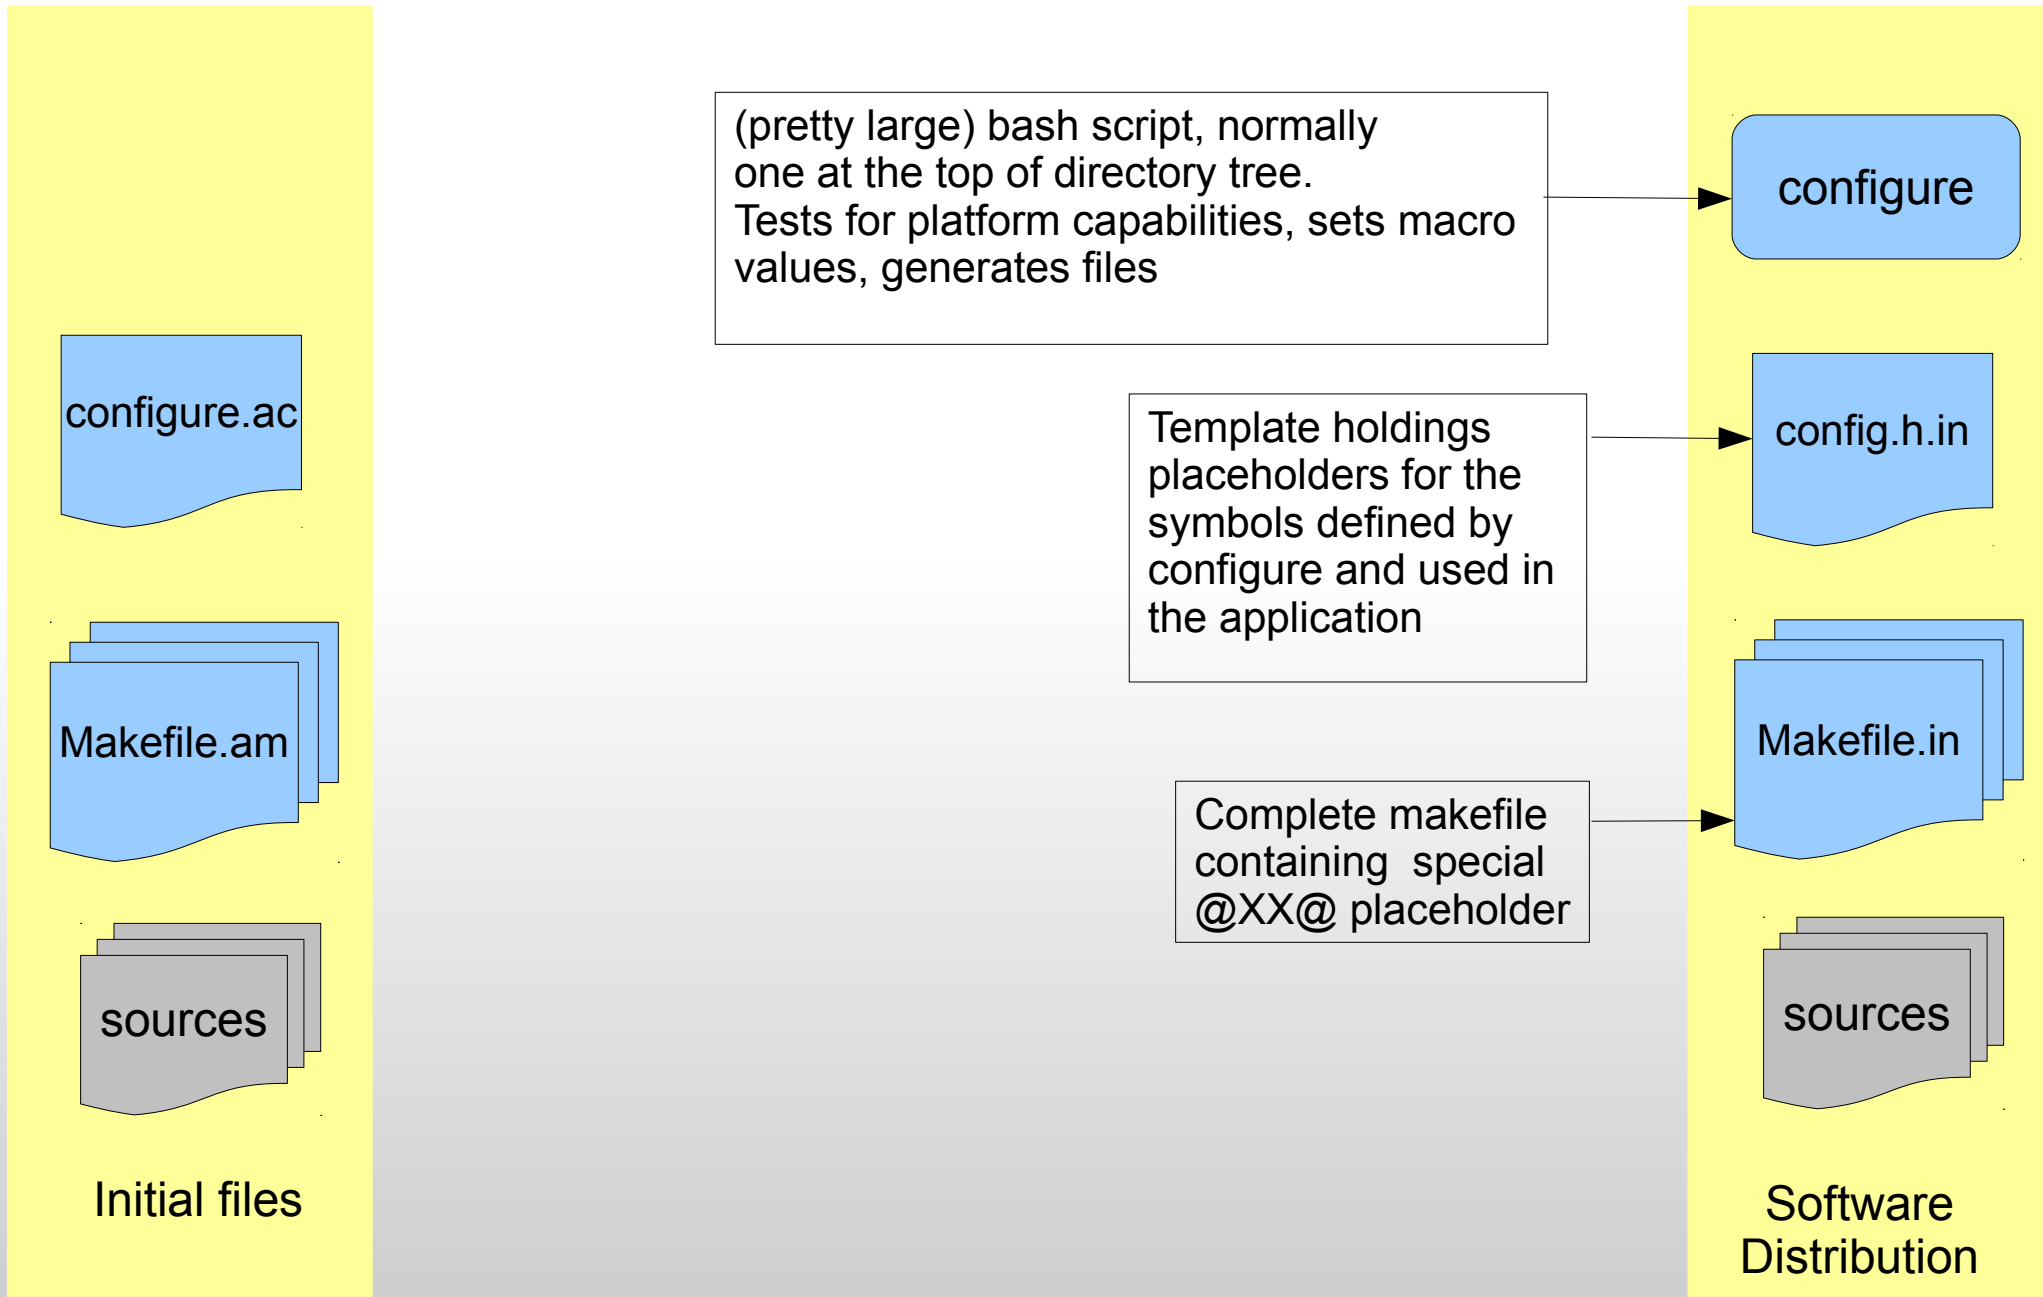 (pretty large) bash script, normally
one at the top of directory tree.
Tests for platform capabilities, sets macro
values, generates files
configure
configure.ac
Template holdings
placeholders for the
symbols defined by
configure and used in
the application
config.h.in
Makefile.am
Makefile.in
Complete makefile
containing  special
@XX@ placeholder
sources
sources
Initial files
Software
Distribution